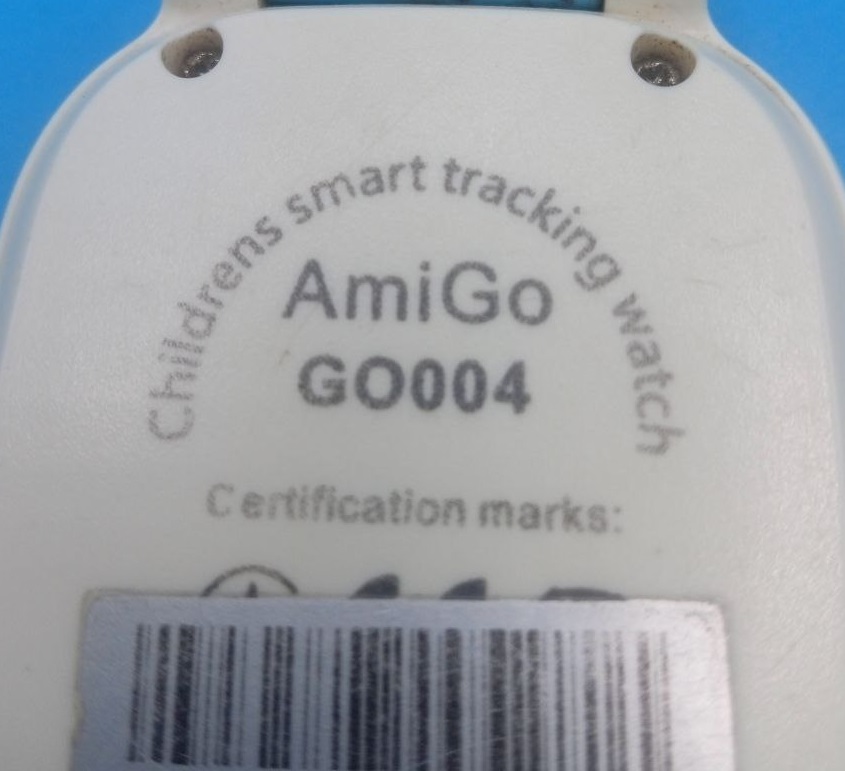 Childrens smart tracking watch
AmiGo
GO004
Certification marks: